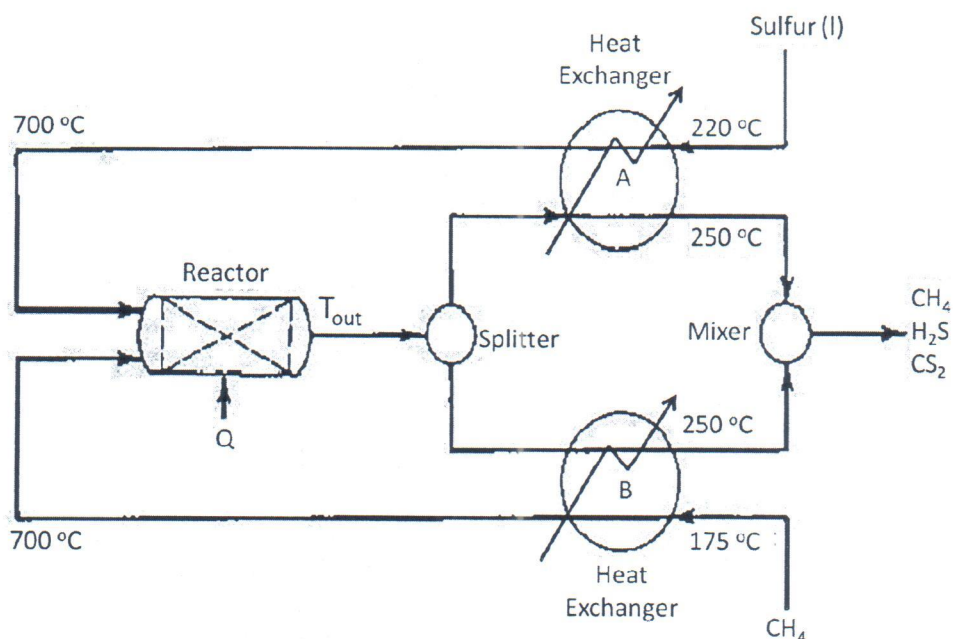 Sulfur (l)
Heat
Exchanger
700 °C
220 °C
A
250 °C
Reactor
T_out
Splitter
Mixer
CH₄
H₂S
CS₂
Q
250 °C
B
700 °C
175 °C
Heat
Exchanger
CH₄